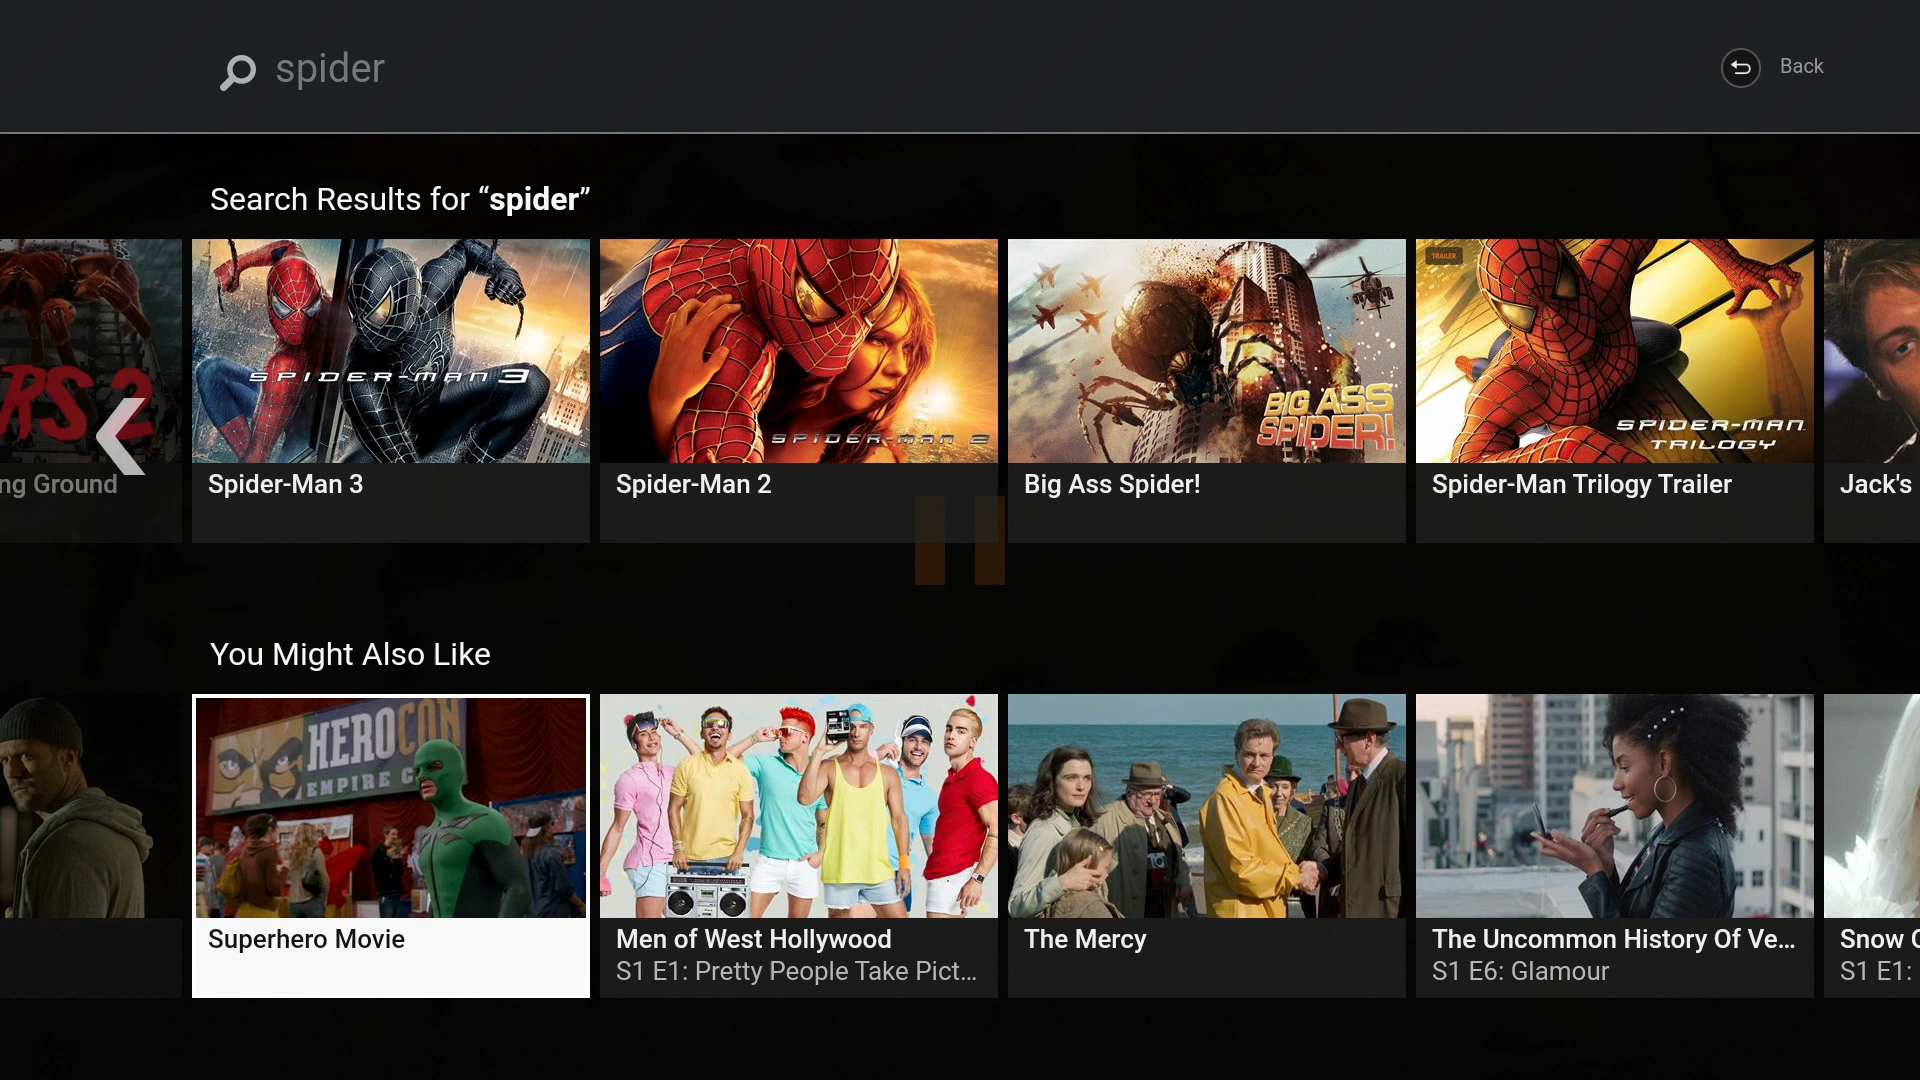 spider
Back
Search Results for “spider”
RS 2
SPIDER-MAN 3
SPIDER-MAN 2
BIG ASS
SPIDER!
TRAILER
SPIDER-MAN
TRILOGY
ng Ground
Spider-Man 3
Spider-Man 2
Big Ass Spider!
Spider-Man Trilogy Trailer
Jack's
You Might Also Like
HEROCON
EMPIRE C
Superhero Movie
Men of West Hollywood
The Mercy
The Uncommon History Of Ve...
Snow
S1 E1: Pretty People Take Pict...
S1 E6: Glamour
S1 E1: